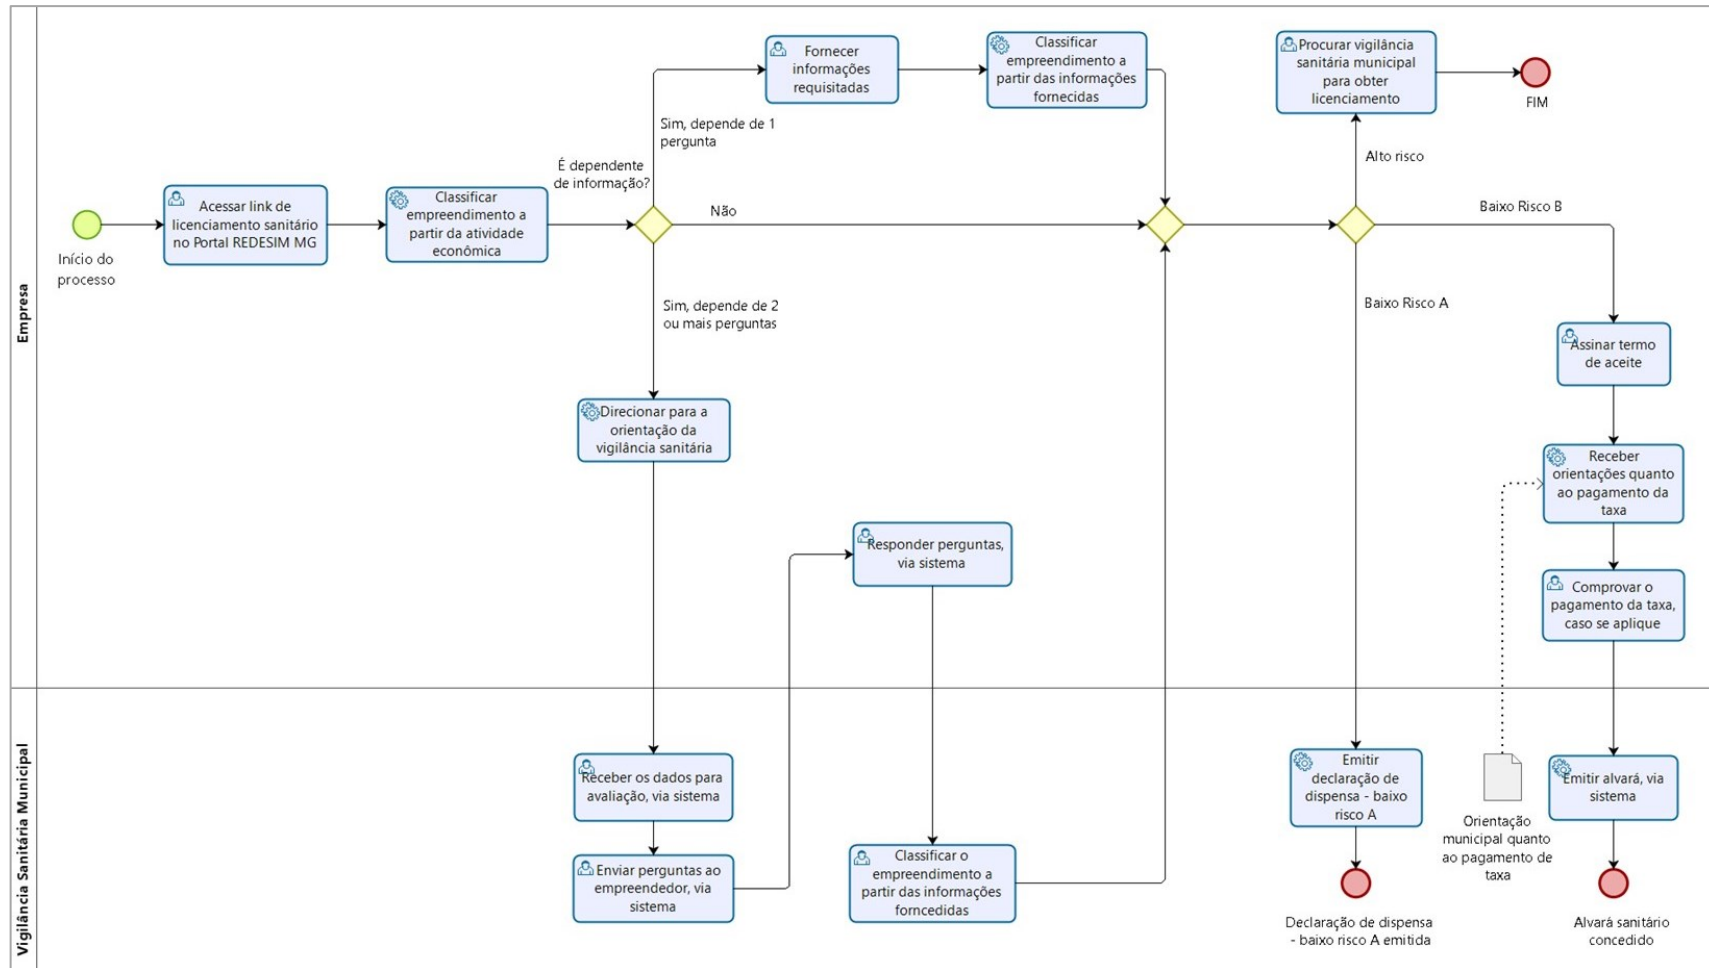 Empresa
Vigilância Sanitária Municipal
Início do
processo
Acessar link de
licenciamento sanitário
no Portal REDESIM MG
Classificar
empreendimento a
partir da atividade
econômica
É dependente
de informação?
Sim, depende de 1
pergunta
Fornecer
informações
requisitadas
Classificar
empreendimento a
partir das informações
fornecidas
Não
Sim, depende de 2
ou mais perguntas
Direcionar para a
orientação da
vigilância sanitária
Receber os dados para
avaliação, via sistema
Enviar perguntas ao
empreendedor, via
sistema
Responder perguntas,
via sistema
Classificar o
empreendimento a
partir das informações
forncedidas
Alto risco
Procurar vigilância
sanitária municipal
para obter
licenciamento
FIM
Baixo Risco A
Emitir
declaração de
dispensa - baixo
risco A
Declaração de dispensa
- baixo risco A emitida
Baixo Risco B
Assinar termo
de aceite
Receber
orientações quanto
ao pagamento da
taxa
Orientação
municipal quanto
ao pagamento de
taxa
Comprovar o
pagamento da taxa,
caso se aplique
Emitir alvará, via
sistema
Alvará sanitário
concedido